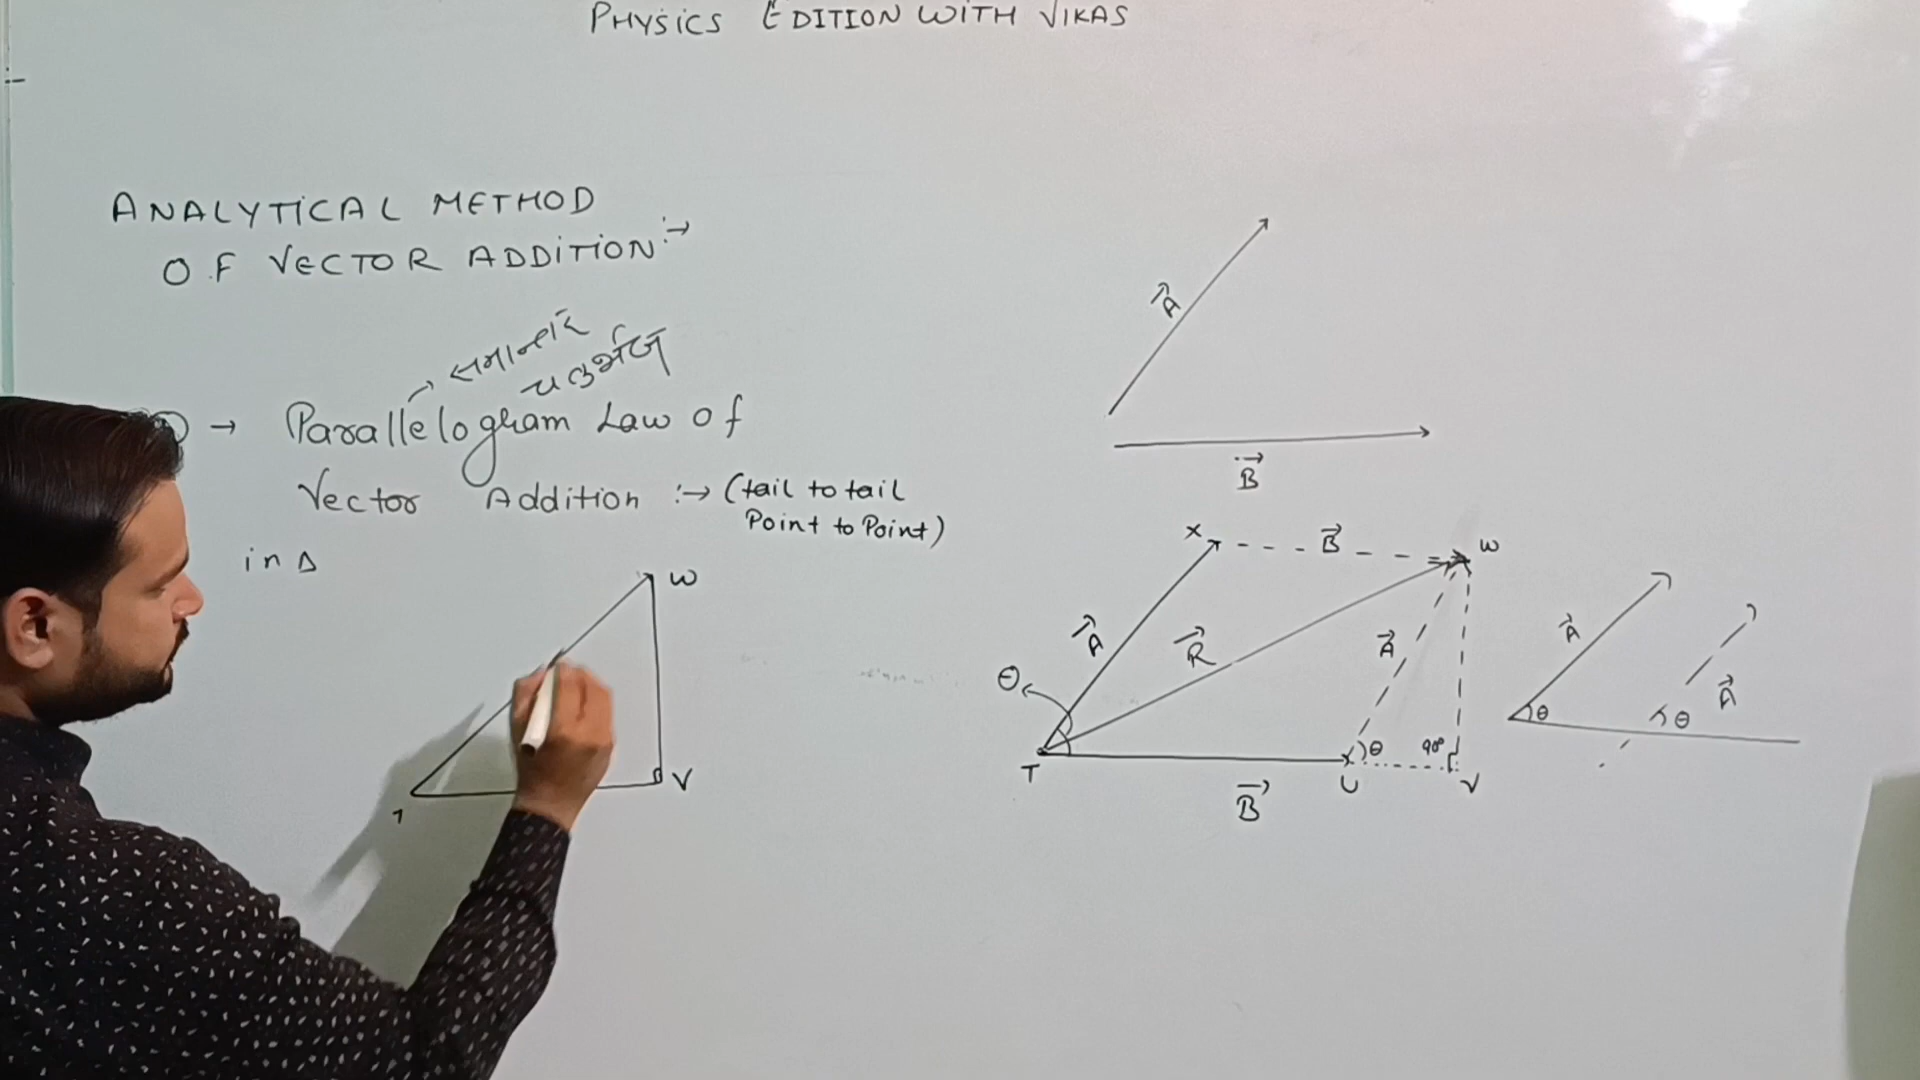 PHYSICS EDITION WITH VIKAS
:-
ANALYTICAL METHOD
OF VECTOR ADDITION :→
→ समान्तर
चतुर्भुज
→ Parallelogram Law of
Vector Addition :→ (tail to tail
Point to Point)
in Δ
W
V
T
A
B
X
B
W
A
R
A
θ
θ
90°
T
U
V
B
A
θ
A
θ